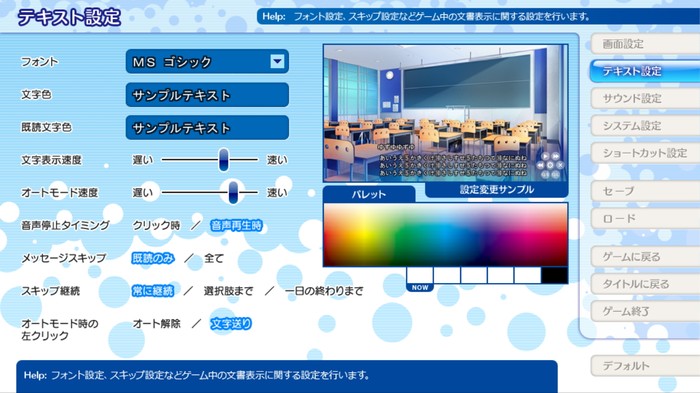 テキスト設定
Help: フォント設定、スキップ設定などゲーム中の文書表示に関する設定を行います。
フォント
MS ゴシック
文字色
サンプルテキスト
既読文字色
サンプルテキスト
文字表示速度
遅い 速い
オートモード速度
遅い 速い
音声停止タイミング
クリック時 / 音声再生時
メッセージスキップ
既読のみ / 全て
スキップ継続
常に継続 / 選択肢まで / 一日の終わりまで
オートモード時の
左クリック
オート解除 / 文字送り
パレット
設定変更サンプル
NOW
画面設定
テキスト設定
サウンド設定
システム設定
ショートカット設定
セーブ
ロード
ゲームに戻る
タイトルに戻る
ゲーム終了
デフォルト
Help: フォント設定、スキップ設定などゲーム中の文書表示に関する設定を行います。